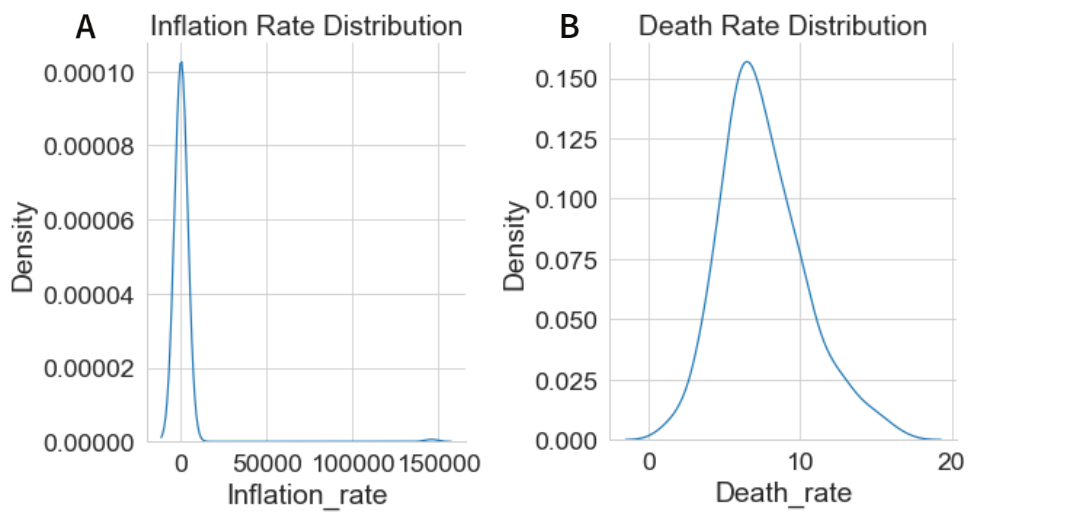 A Inflation Rate Distribution
0.00010
0.00008
0.00006
0.00004
0.00002
0.00000
Density
0 50000 100000 150000
Inflation_rate
B Death Rate Distribution
0.150
0.125
0.100
0.075
0.050
0.025
0.000
Density
0 10 20
Death_rate